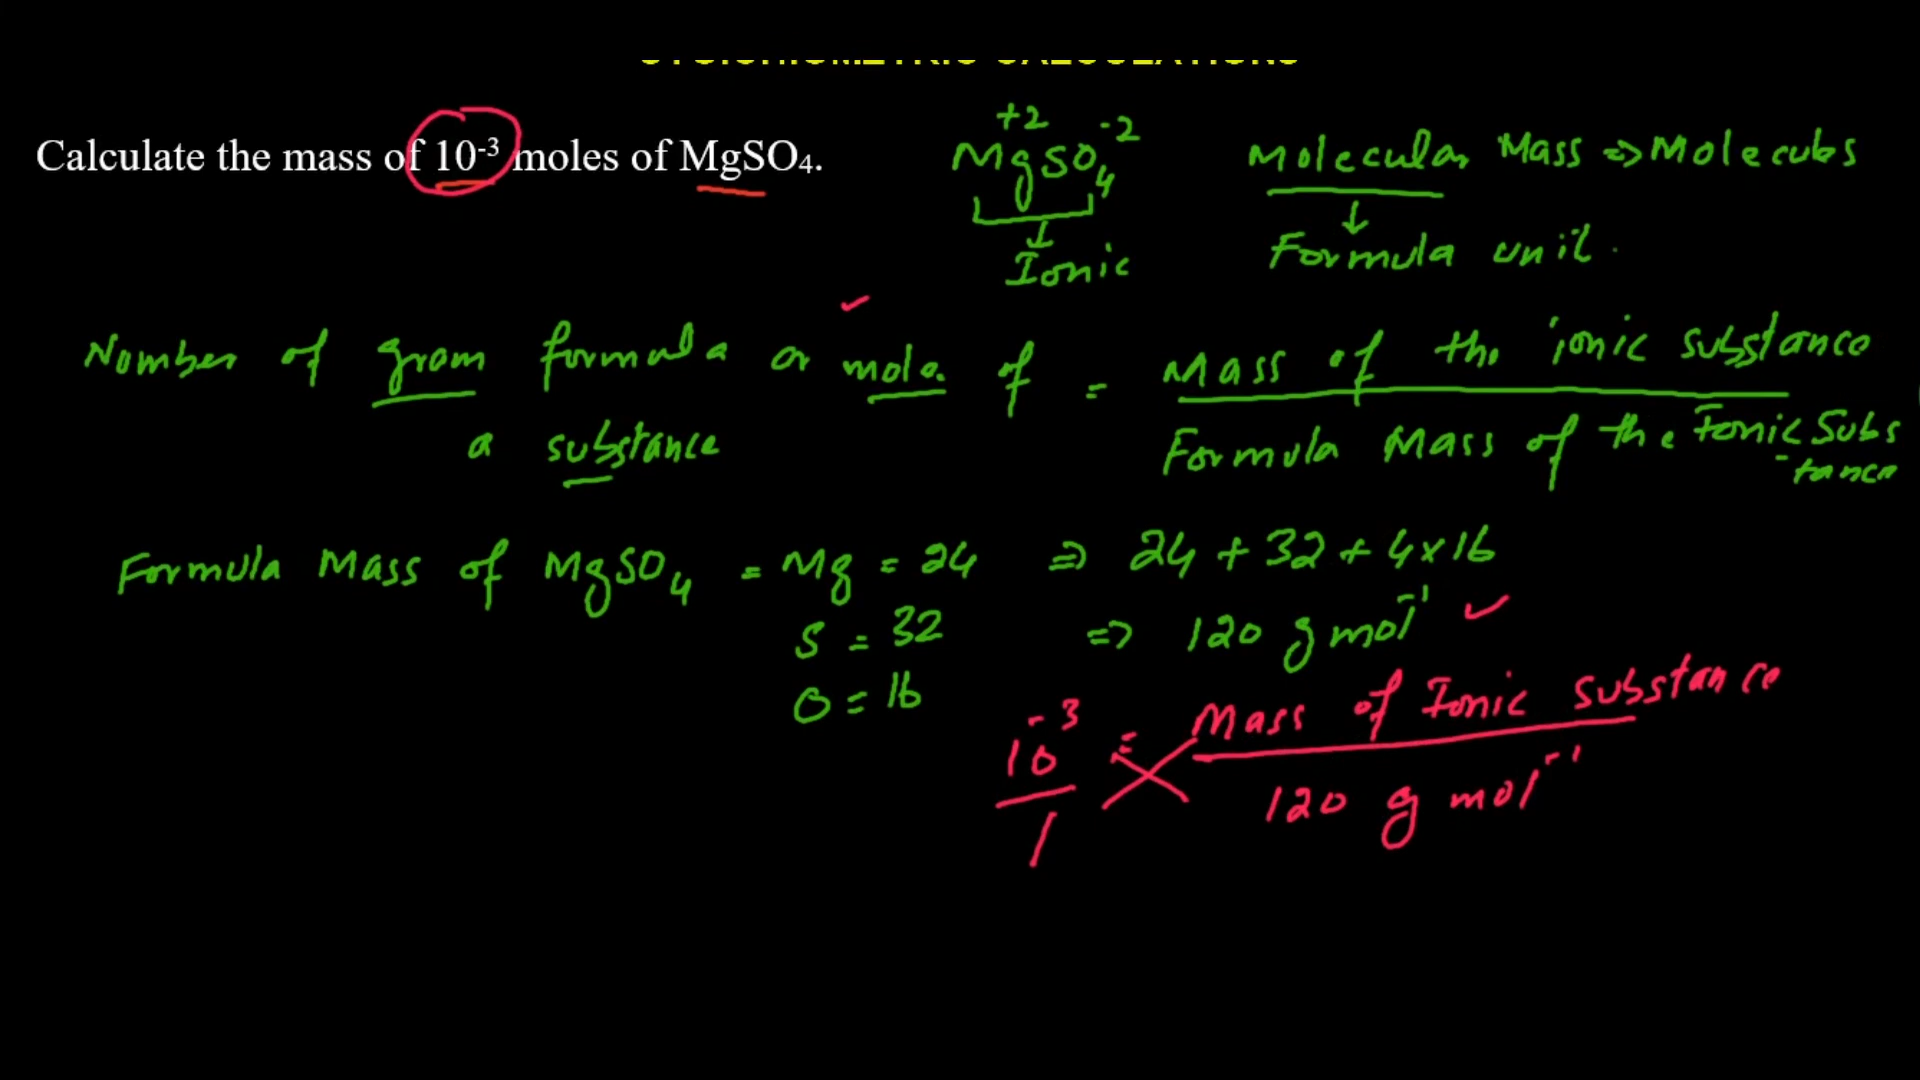 STOICHIOMETRIC CALCULATIONS
Calculate the mass of 10⁻³ moles of MgSO₄.
+2 -2
MgSO₄
Ionic
Molecular Mass ⇒ Molecules
↓
Formula unit.
Number of gram formula or mole of a substance = Mass of the ionic substance / Formula Mass of the Ionic Substance
Formula Mass of MgSO₄ = Mg = 24 ⇒ 24 + 32 + 4×16
S = 32 ⇒ 120 g mol⁻¹
O = 16
10⁻³ / 1 = Mass of Ionic Substance / 120 g mol⁻¹